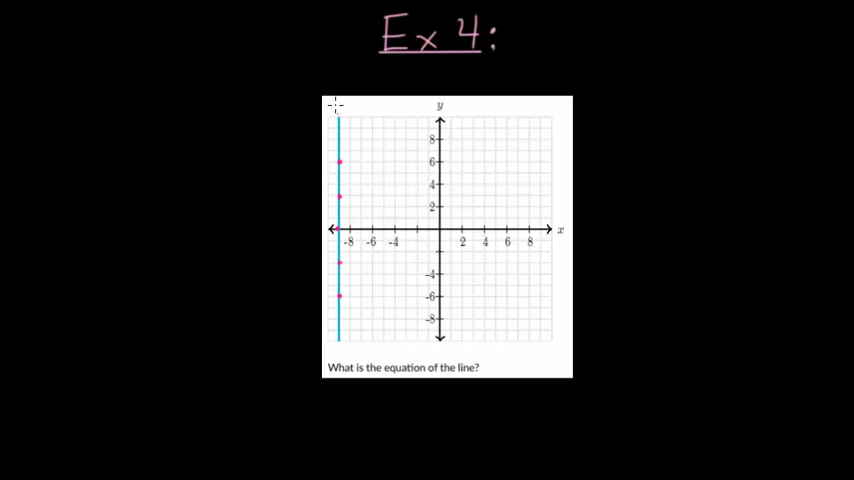 Ex 4:
y
8
6
4
2
-8 -6 -4 2 4 6 8 x
-4
-6
-8
What is the equation of the line?